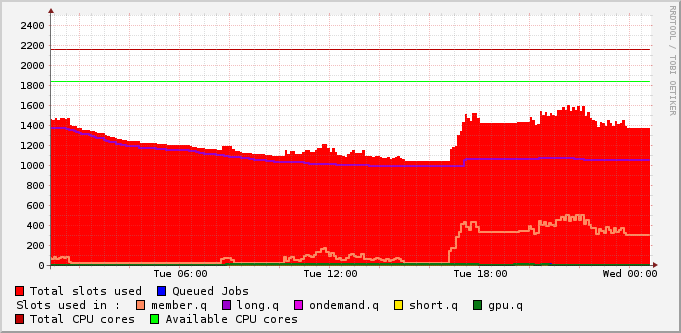 2400
2200
2000
1800
1600
1400
1200
1000
800
600
400
200
0
Tue 06:00 Tue 12:00 Tue 18:00 Wed 00:00
RRDTOOL / TOBI OETIKER
Total slots used Queued Jobs
Slots used in : member.q long.q ondemand.q short.q gpu.q
Total CPU cores Available CPU cores